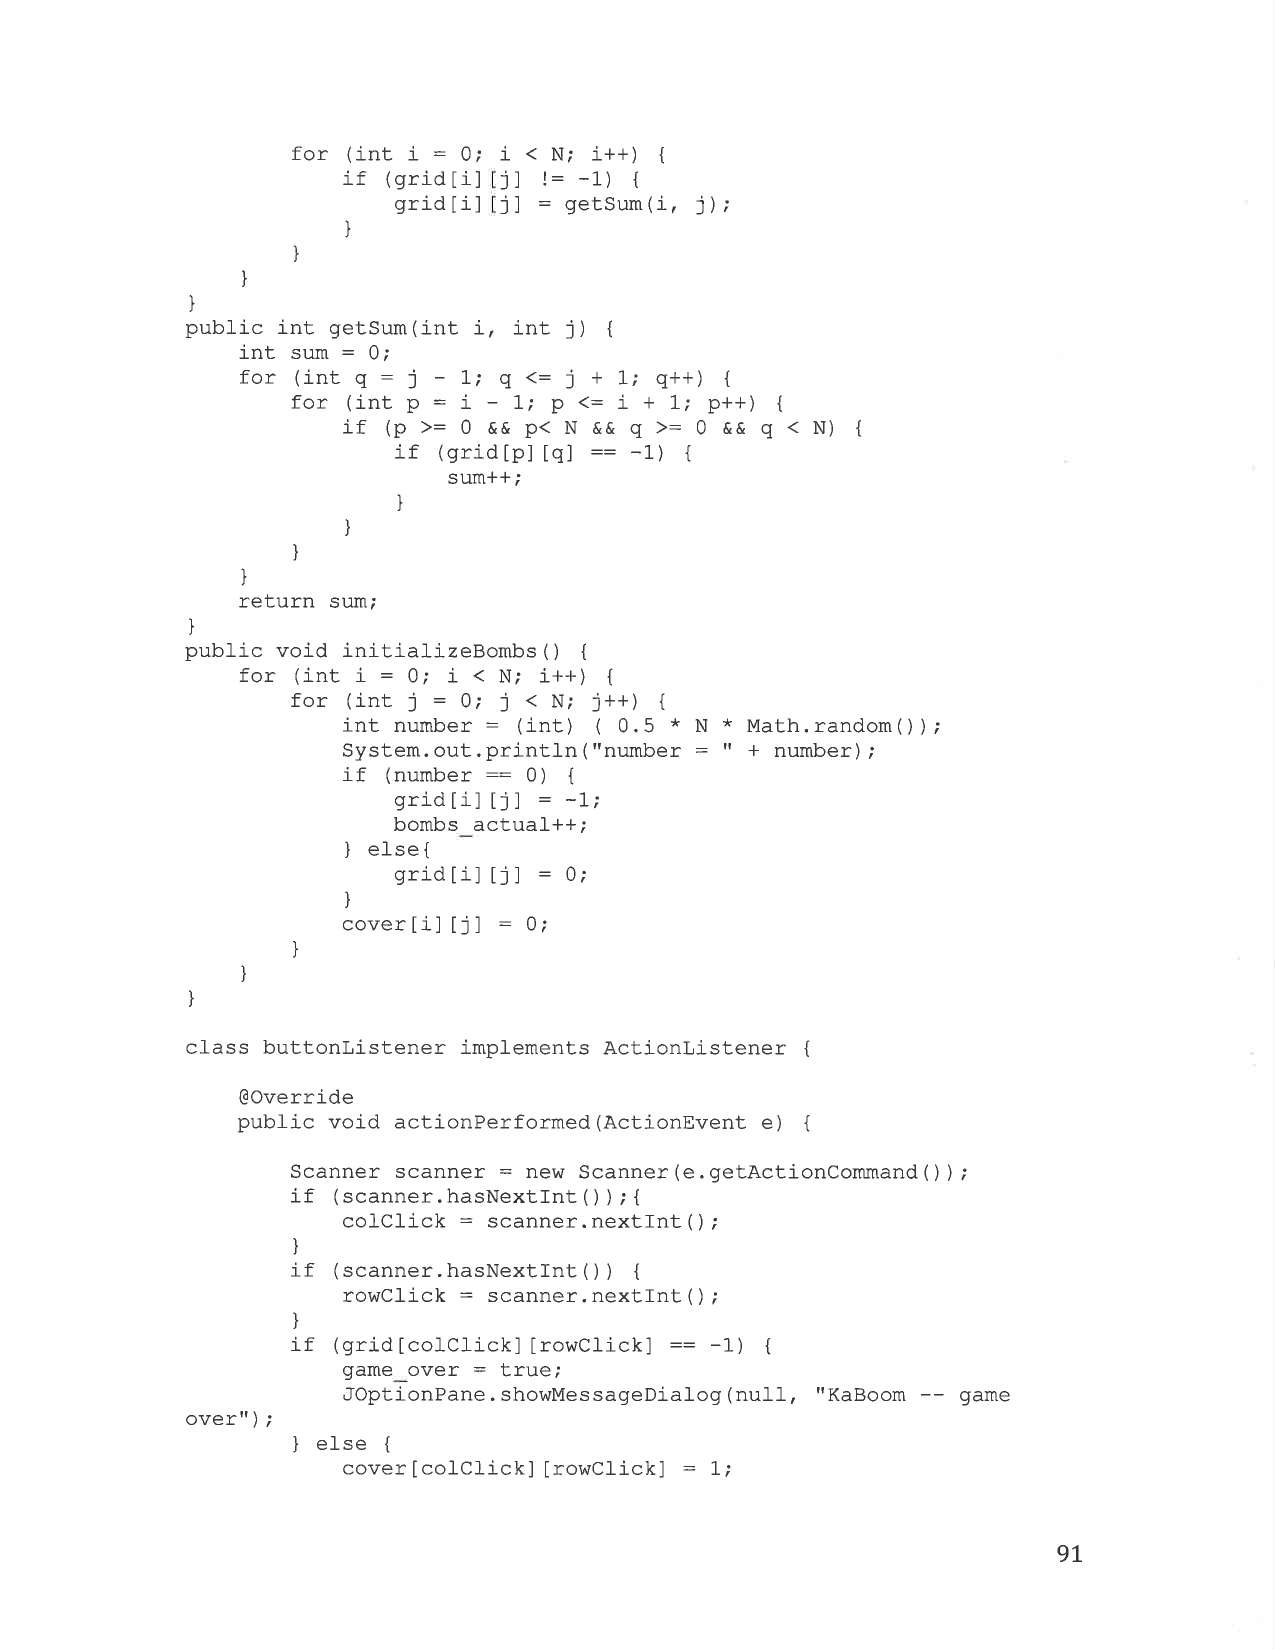 for (int i = 0; i < N; i++) {
            if (grid[i][j] != -1) {
                grid[i][j] = getSum(i, j);
            }
        }
    }
}
public int getSum(int i, int j) {
    int sum = 0;
    for (int q = j - 1; q <= j + 1; q++) {
        for (int p = i - 1; p <= i + 1; p++) {
            if (p >= 0 && p< N && q >= 0 && q < N) {
                if (grid[p][q] == -1) {
                    sum++;
                }
            }
        }
    }
    return sum;
}
public void initializeBombs() {
    for (int i = 0; i < N; i++) {
        for (int j = 0; j < N; j++) {
            int number = (int) ( 0.5 * N * Math.random());
            System.out.println("number = " + number);
            if (number == 0) {
                grid[i][j] = -1;
                bombs_actual++;
            } else{
                grid[i][j] = 0;
            }
            cover[i][j] = 0;
        }
    }
}

class buttonListener implements ActionListener {

    @Override
    public void actionPerformed(ActionEvent e) {

        Scanner scanner = new Scanner(e.getActionCommand());
        if (scanner.hasNextInt());{
            colClick = scanner.nextInt();
        }
        if (scanner.hasNextInt()) {
            rowClick = scanner.nextInt();
        }
        if (grid[colClick][rowClick] == -1) {
            game_over = true;
            JOptionPane.showMessageDialog(null, "KaBoom -- game
over");
        } else {
            cover[colClick][rowClick] = 1;

91